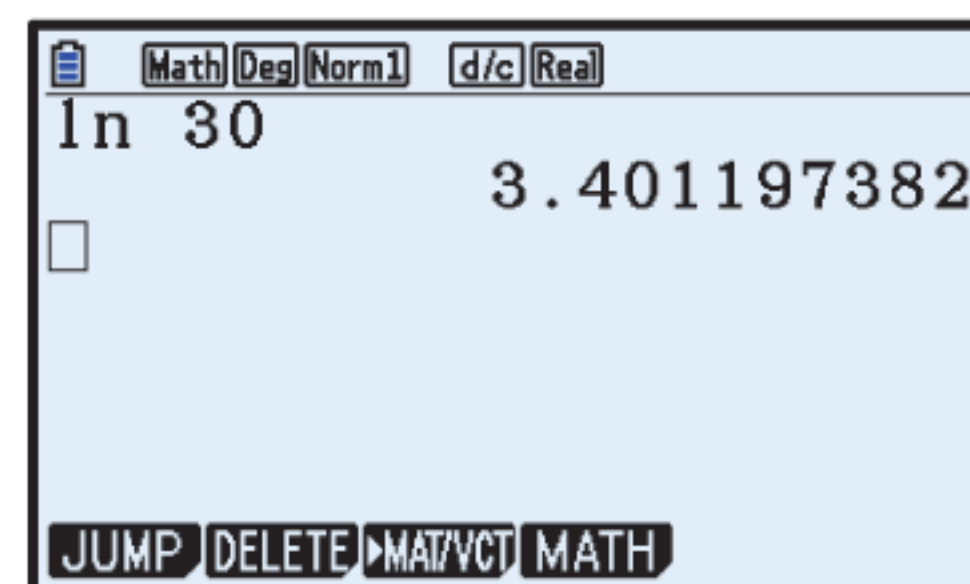 Math Deg Norm1 d/c Real
ln 30
3.401197382
JUMP DELETE ▶MAT/VCT MATH